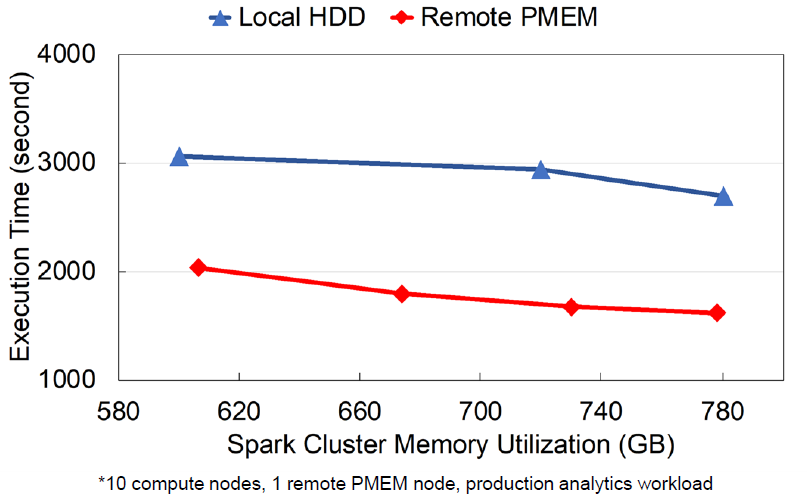 Local HDD
Remote PMEM
Execution Time (second)
4000
3000
2000
1000
580
620
660
700
740
780
Spark Cluster Memory Utilization (GB)
*10 compute nodes, 1 remote PMEM node, production analytics workload